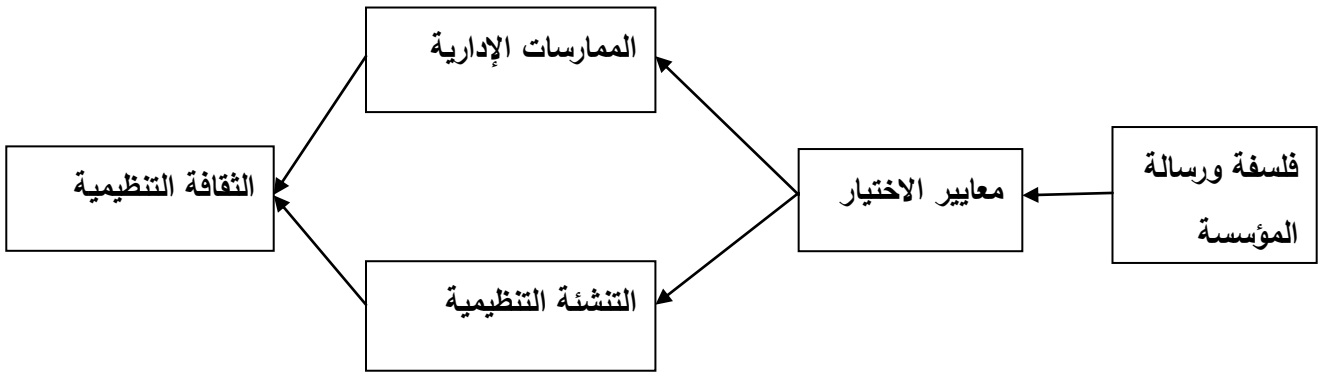 فلسفة ورسالة
المؤسسة
معايير الاختيار
الممارسات الإدارية
التنشئة التنظيمية
الثقافة التنظيمية